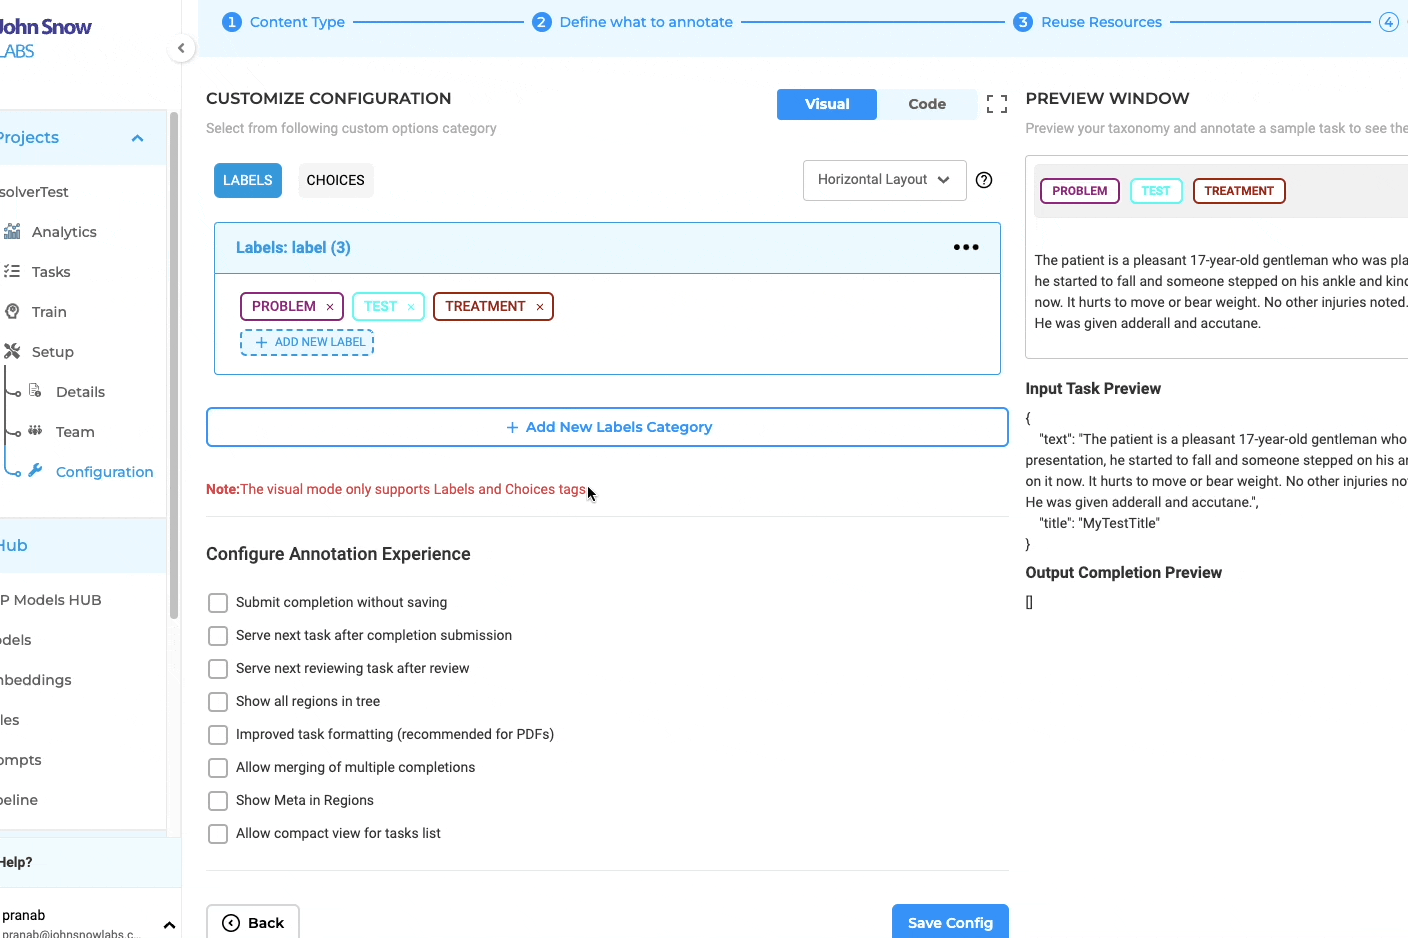 John Snow
LABS
1 Content Type
2 Define what to annotate
3 Reuse Resources
4
Projects
solverTest
Analytics
Tasks
Train
Setup
Details
Team
Configuration
Hub
P Models HUB
odels
mbeddings
les
ompts
peline
Help?
pranab
pranab@johnsnowlabs.c...
CUSTOMIZE CONFIGURATION
Select from following custom options category
Visual
Code
LABELS
CHOICES
Horizontal Layout
Labels: label (3)
PROBLEM ×
TEST ×
TREATMENT ×
+ ADD NEW LABEL
+ Add New Labels Category
Note:The visual mode only supports Labels and Choices tags
Configure Annotation Experience
Submit completion without saving
Serve next task after completion submission
Serve next reviewing task after review
Show all regions in tree
Improved task formatting (recommended for PDFs)
Allow merging of multiple completions
Show Meta in Regions
Allow compact view for tasks list
Back
Save Config
PREVIEW WINDOW
Preview your taxonomy and annotate a sample task to see the
PROBLEM
TEST
TREATMENT
The patient is a pleasant 17-year-old gentleman who was pla
he started to fall and someone stepped on his ankle and kind
now. It hurts to move or bear weight. No other injuries noted.
He was given adderall and accutane.
Input Task Preview
{
"text": "The patient is a pleasant 17-year-old gentleman who
presentation, he started to fall and someone stepped on his an
on it now. It hurts to move or bear weight. No other injuries no
He was given adderall and accutane.",
"title": "MyTestTitle"
}
Output Completion Preview
[]